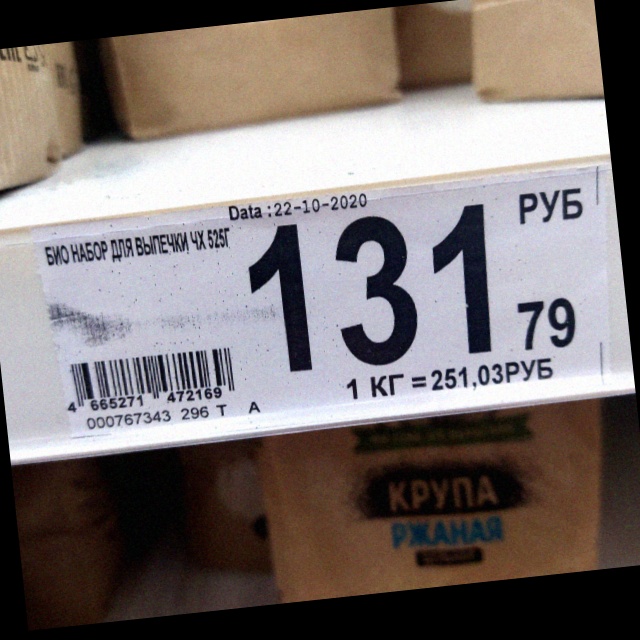 Data :22-10-2020
БИО НАБОР ДЛЯ ВЫПЕЧКИ ЧХ 525Г
131 79 РУБ
1 КГ = 251,03РУБ
4 665271 472169
000767343 296 Т А
КРУПА
РЖАНАЯ